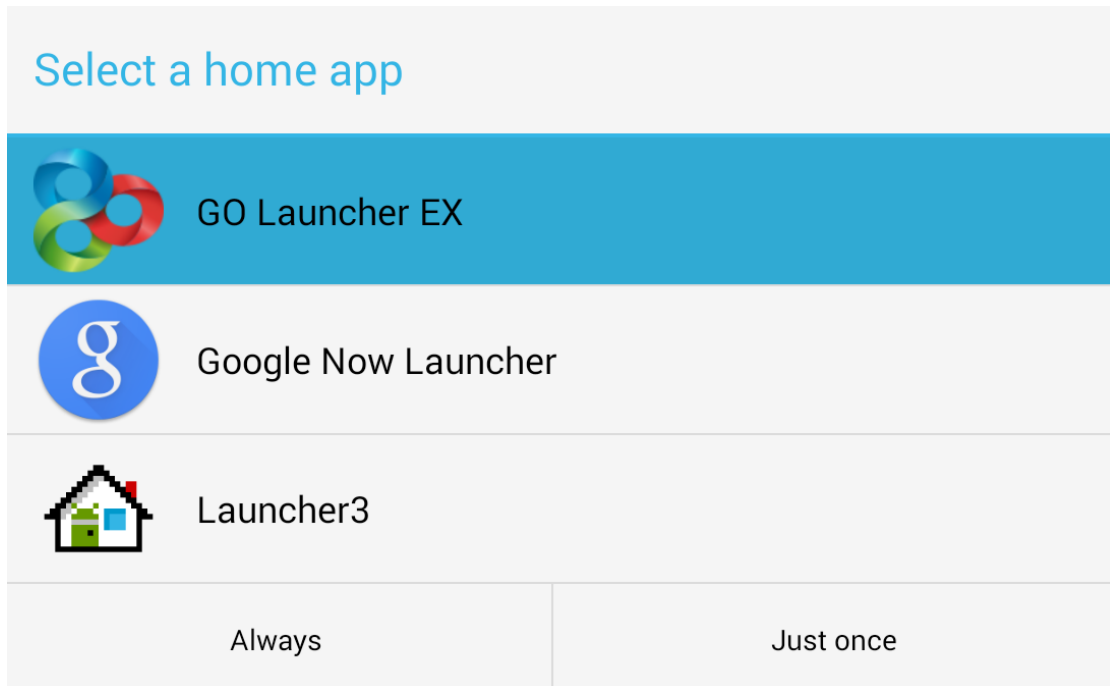 Select a home app
GO Launcher EX
g
Google Now Launcher
Launcher3
Always
Just once